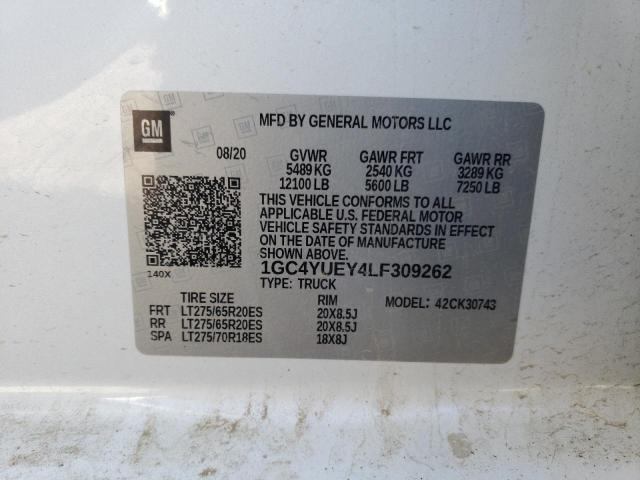 GM
MFD BY GENERAL MOTORS LLC
08/20 GVWR GAWR FRT GAWR RR
5489 KG 2540 KG 3289 KG
12100 LB 5600 LB 7250 LB
THIS VEHICLE CONFORMS TO ALL
APPLICABLE U.S. FEDERAL MOTOR
VEHICLE SAFETY STANDARDS IN
EFFECT ON THE DATE OF MANUFACTURE
SHOWN ABOVE.
140X
1GC4YUEY4LF309262
TYPE: TRUCK
TIRE SIZE RIM MODEL: 42CK30743
FRT LT275/65R20ES 20X8.5J
RR LT275/65R20ES 20X8.5J
SPA LT275/70R18ES 18X8J